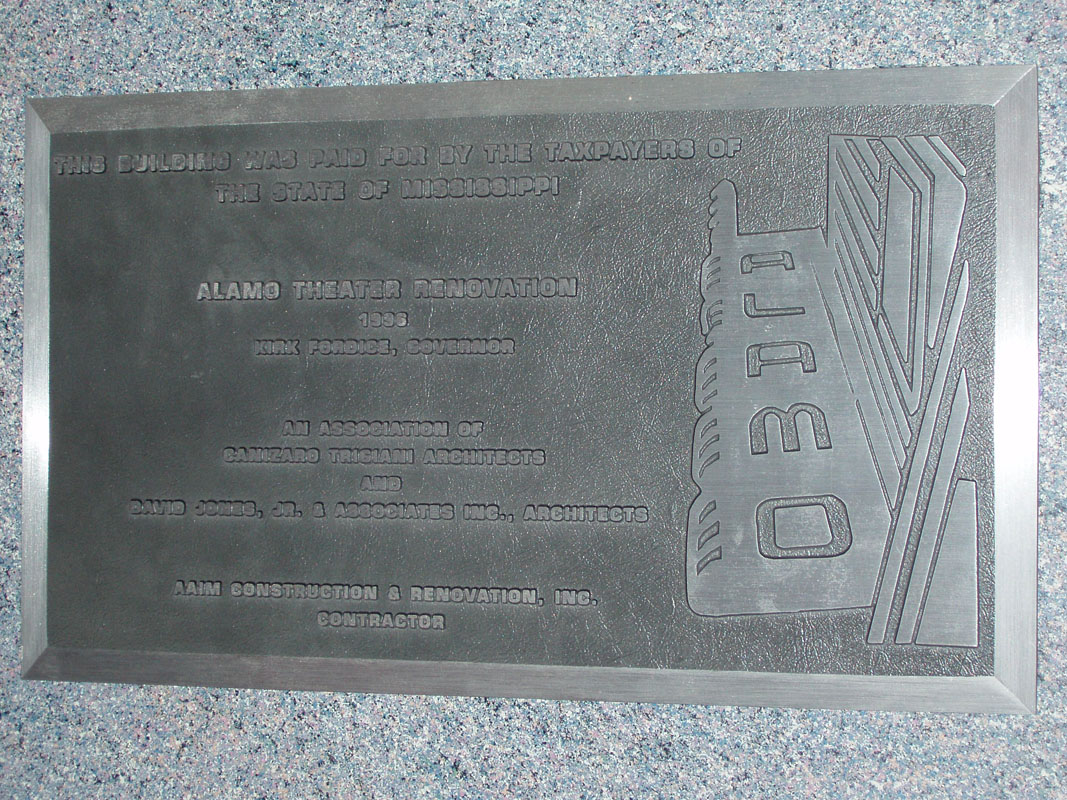 THIS BUILDING WAS PAID FOR BY THE TAXPAYERS OF
THE STATE OF MISSISSIPPI
ALAMO THEATER RENOVATION
1996
KIRK FORDICE, GOVERNOR
AN ASSOCIATION OF
CANIZARO TRIGIANI ARCHITECTS
AND
DAVID JONES, JR. & ASSOCIATES INC., ARCHITECTS
AAIM CONSTRUCTION & RENOVATION, INC.
CONTRACTOR
ALAMO